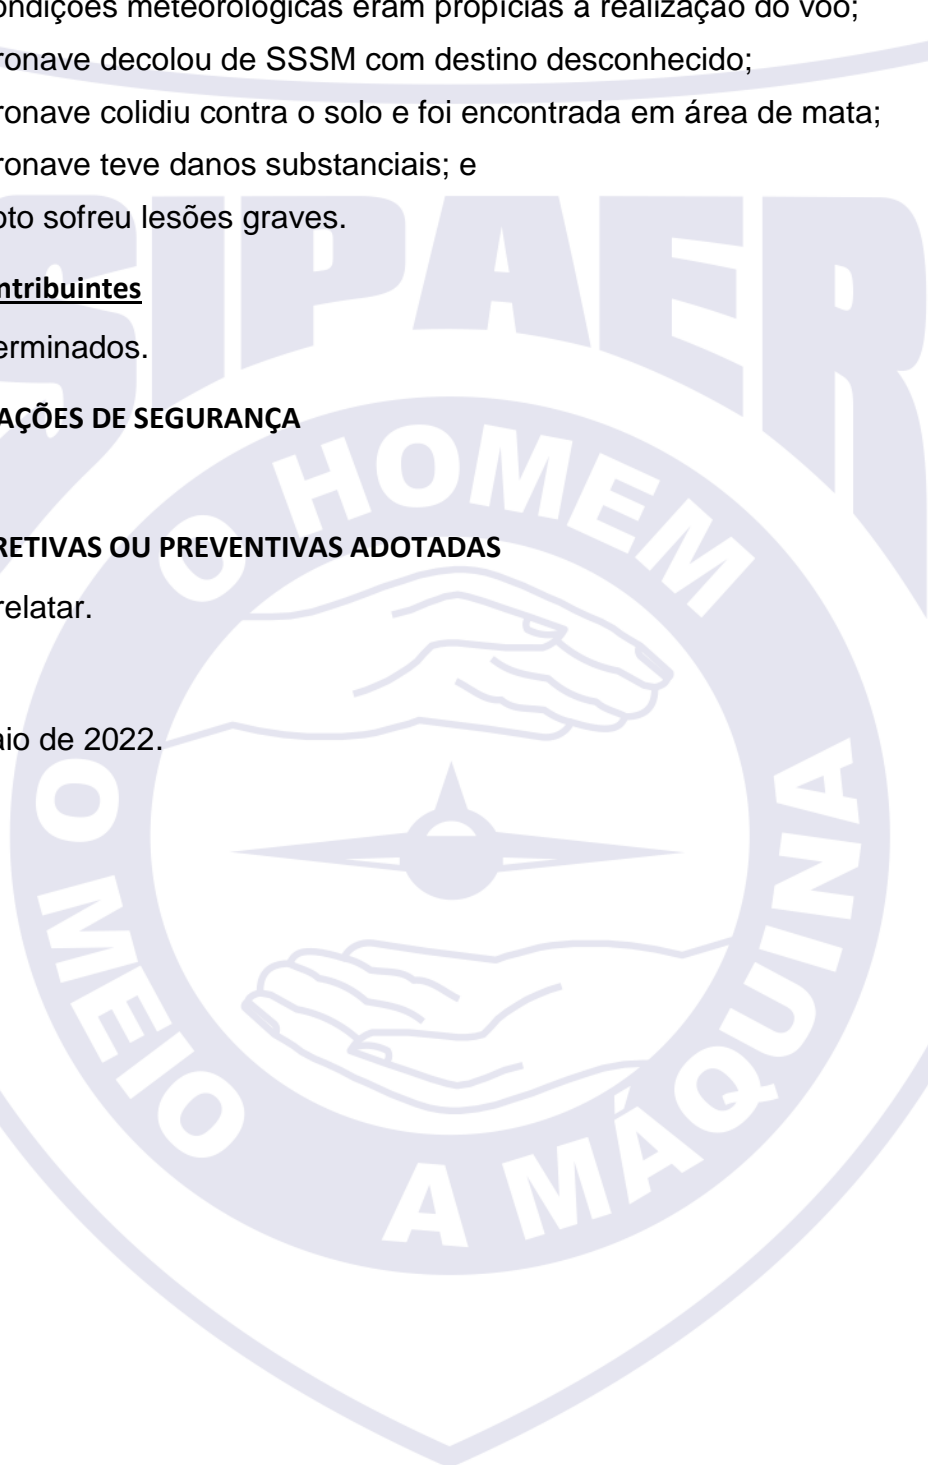 ondições meteorológicas eram propícias à realização do voo;
ronave decolou de SSSM com destino desconhecido;
ronave colidiu contra o solo e foi encontrada em área de mata;
ronave teve danos substanciais; e
oto sofreu lesões graves.
ntribuintes
erminados.
AÇÕES DE SEGURANÇA
RETIVAS OU PREVENTIVAS ADOTADAS
relatar.
aio de 2022.
SIPAER
O HOMEM
O MEIO
A MÁQUINA